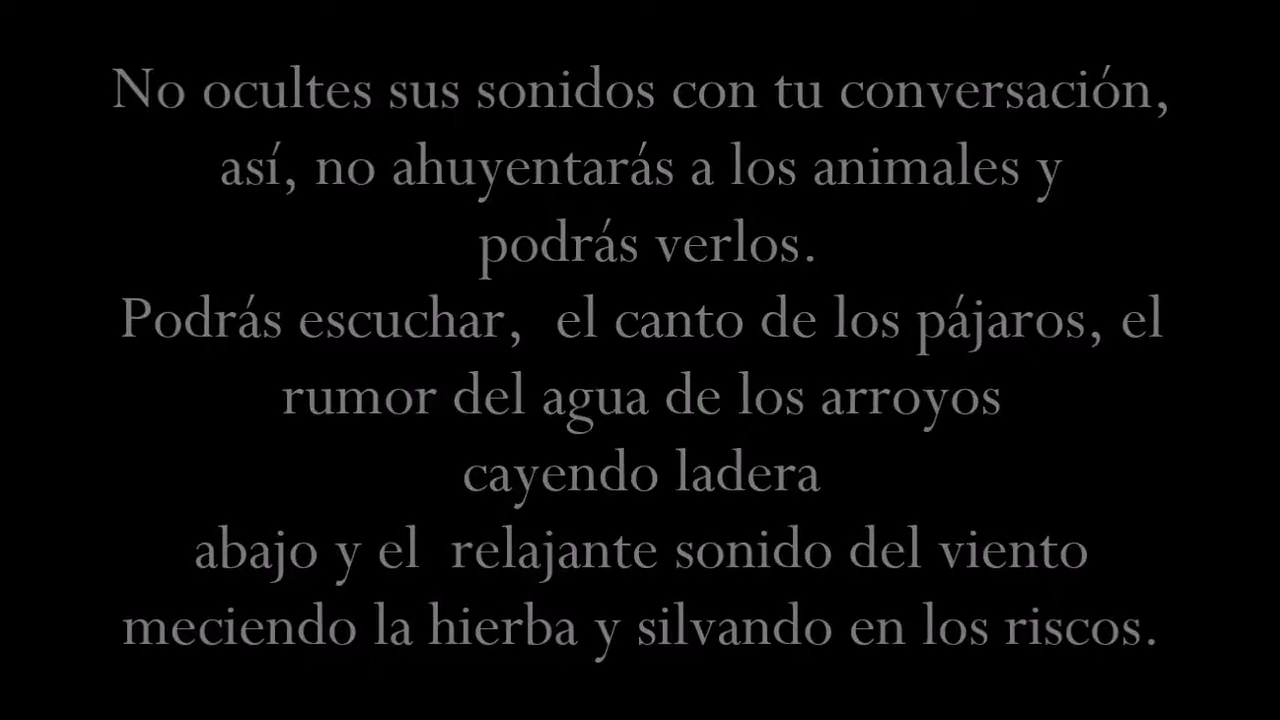 No ocultes sus sonidos con tu conversación,
así, no ahuyentarás a los animales y
podrás verlos.
Podrás escuchar,  el canto de los pájaros, el
rumor del agua de los arroyos
cayendo ladera
abajo y el  relajante sonido del viento
meciendo la hierba y silvando en los riscos.